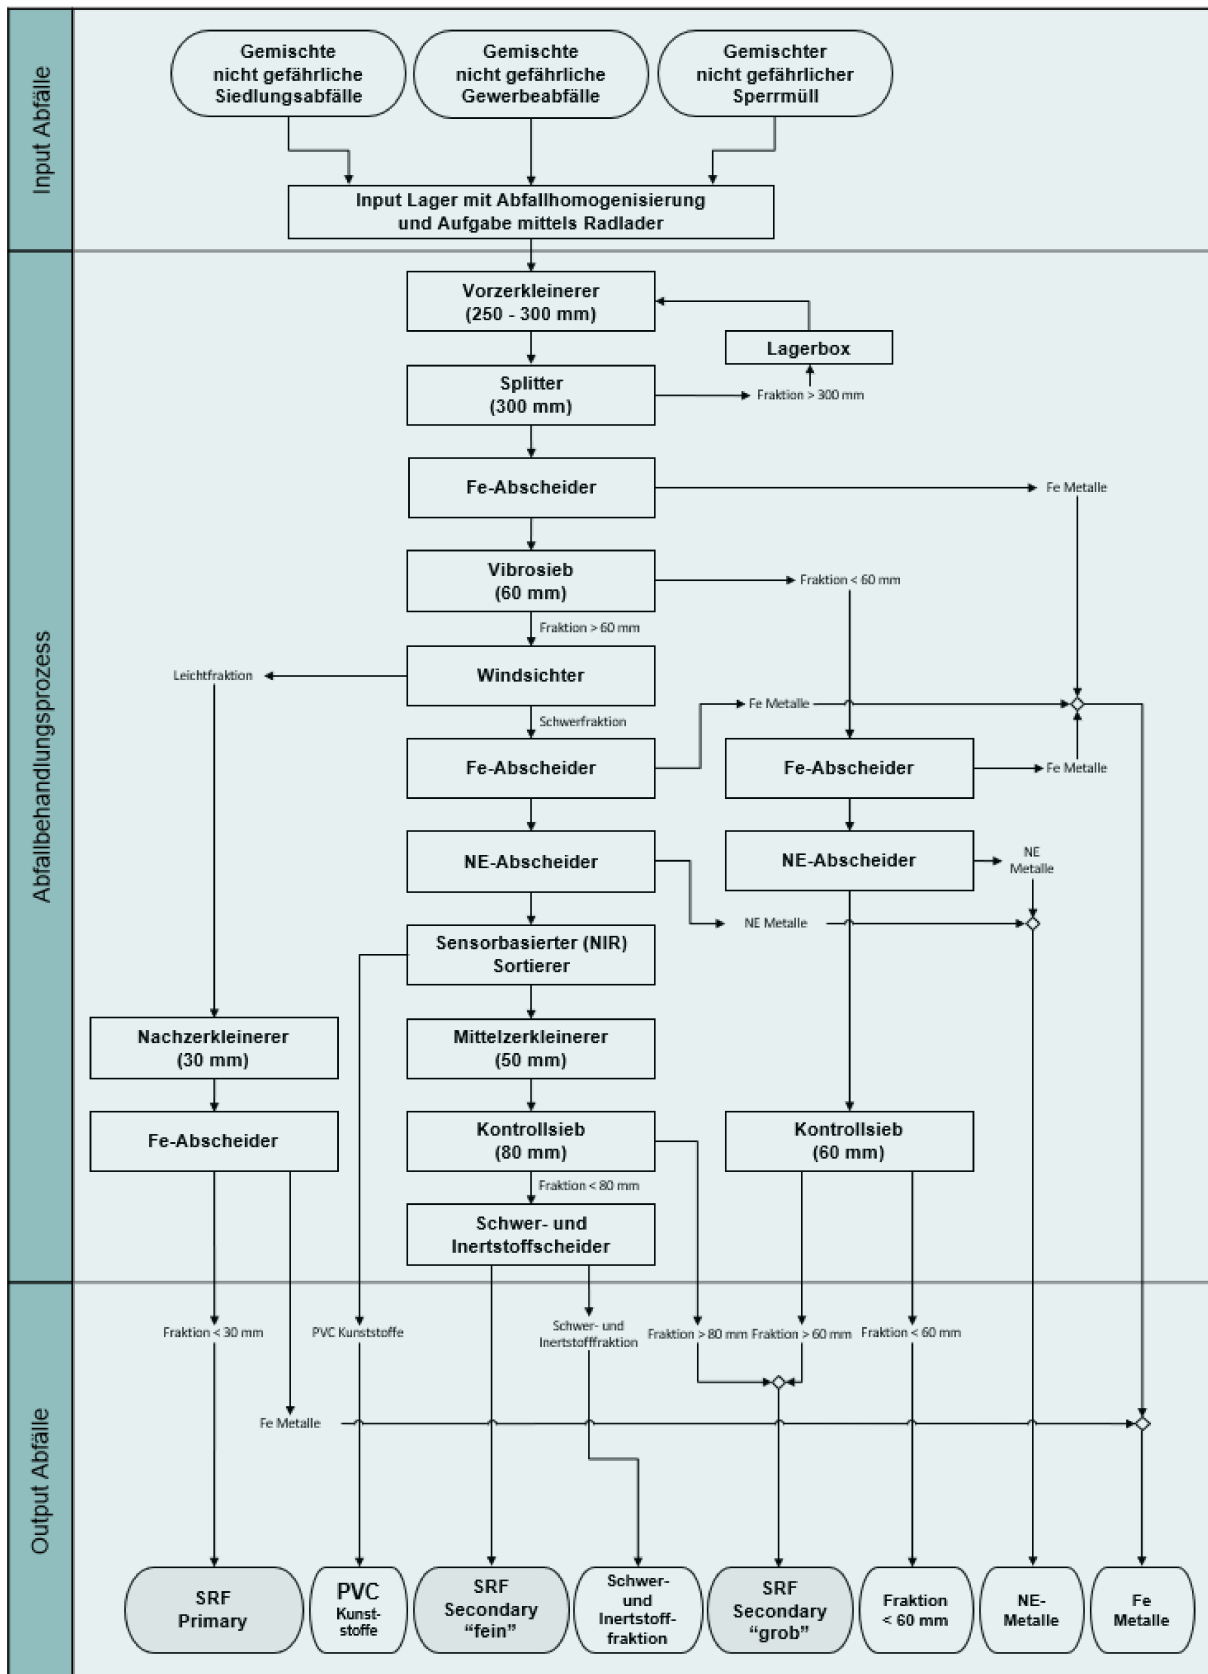 Input Abfälle
Gemischte
nicht gefährliche
Siedlungsabfälle
Gemischte
nicht gefährliche
Gewerbeabfälle
Gemischter
nicht gefährlicher
Sperrmüll
Input Lager mit Abfallhomogenisierung
und Aufgabe mittels Radlader
Abfallbehandlungsprozess
Vorzerkleinerer
(250 - 300 mm)
Lagerbox
Splitter
(300 mm)
Fraktion > 300 mm
Fe-Abscheider
Fe Metalle
Vibrosieb
(60 mm)
Fraktion < 60 mm
Fraktion > 60 mm
Leichtfraktion
Windsichter
Schwerfraktion
Fe Metalle
Fe-Abscheider
Fe-Abscheider
Fe Metalle
NE-Abscheider
NE-Abscheider
NE
Metalle
NE Metalle
Sensorbasierter (NIR)
Sortierer
Nachzerkleinerer
(30 mm)
Mittelzerkleinerer
(50 mm)
Fe-Abscheider
Kontrollsieb
(80 mm)
Kontrollsieb
(60 mm)
Fraktion < 80 mm
Schwer- und
Inertstoffscheider
Output Abfälle
Fraktion < 30 mm
PVC Kunststoffe
Schwer- und
Inertstofffraktion
Fraktion > 80 mm
Fraktion > 60 mm
Fraktion < 60 mm
Fe Metalle
SRF
Primary
PVC
Kunst-
stoffe
SRF
Secondary
“fein”
Schwer-
und
Inertstoff-
fraktion
SRF
Secondary
“grob”
Fraktion
< 60 mm
NE-
Metalle
Fe
Metalle